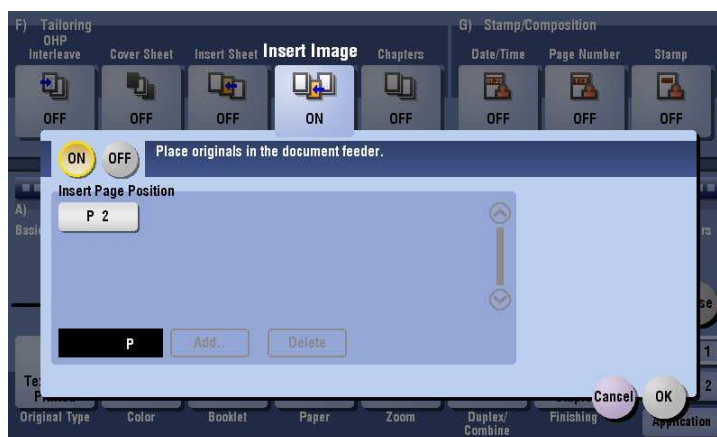 F) Tailoring
G) Stamp/Composition
OHP
Interleave
Cover Sheet
Insert Sheet
Insert Image
Chapters
Date/Time
Page Number
Stamp
OFF
OFF
OFF
ON
OFF
OFF
OFF
OFF
ON
OFF
Place originals in the document feeder.
Insert Page Position
P 2
A)
P
Add..
Delete
1
2
Cancel
OK
Original Type
Color
Booklet
Paper
Zoom
Duplex/
Combine
Finishing
Application